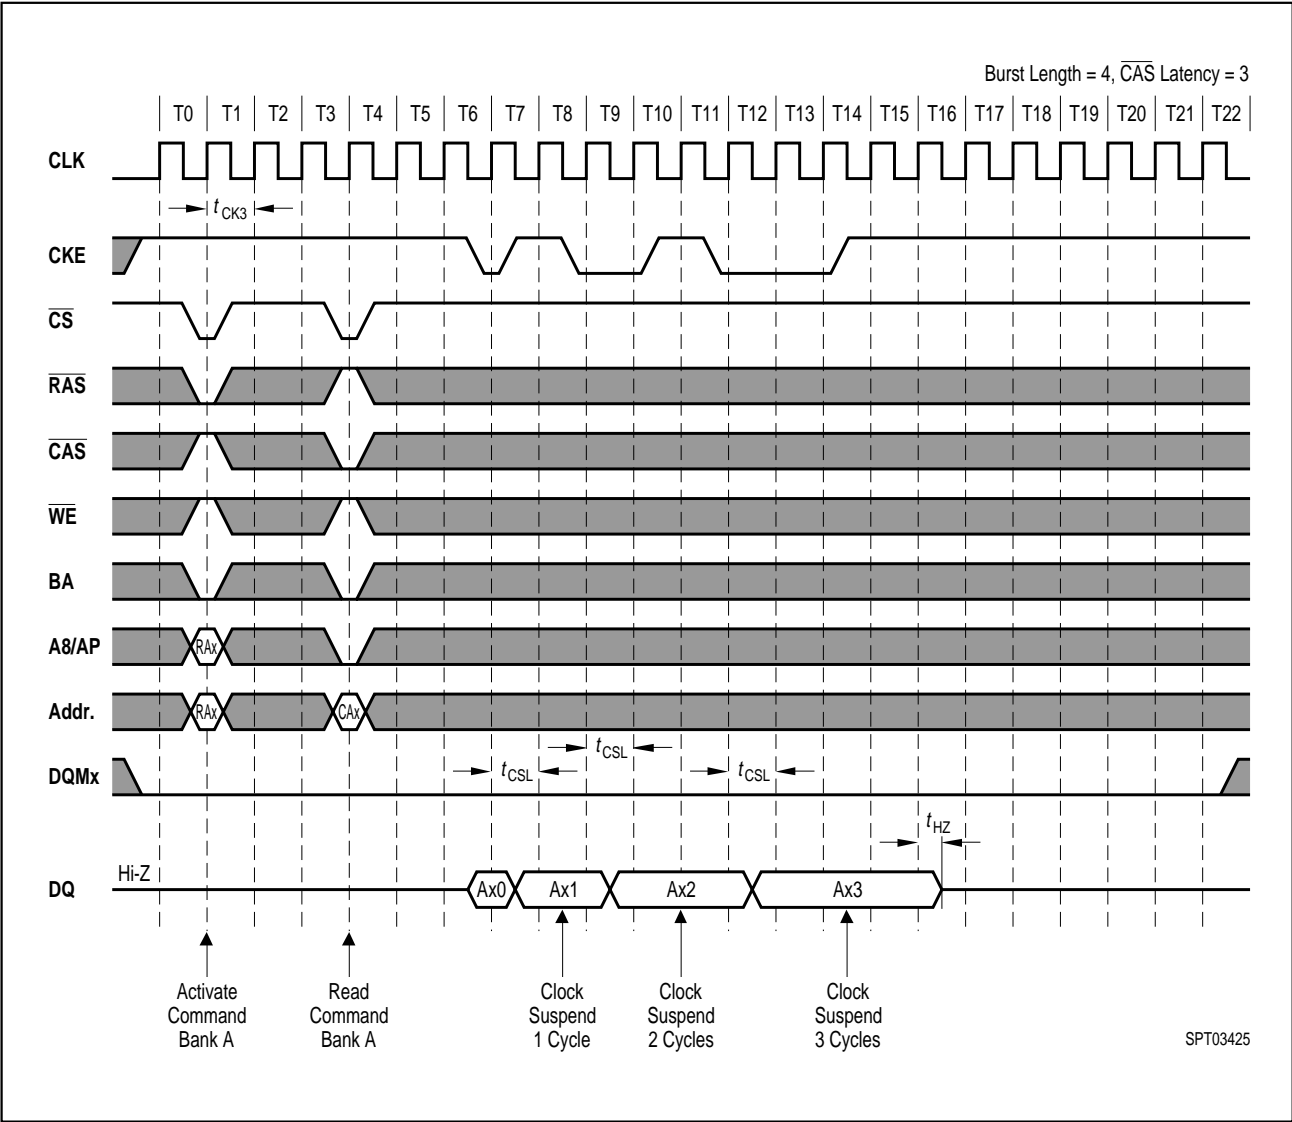 Burst Length = 4, CAS Latency = 3
T0 T1 T2 T3 T4 T5 T6 T7 T8 T9 T10 T11 T12 T13 T14 T15 T16 T17 T18 T19 T20 T21 T22
CLK
tCK3
CKE
CS
RAS
CAS
WE
BA
A8/AP RAx
Addr. RAx CAx
tCSL
DQMx tCSL tCSL
tHZ
Hi-Z
DQ Ax0 Ax1 Ax2 Ax3
Activate Read Clock Clock Clock
Command Command Suspend Suspend Suspend
Bank A Bank A 1 Cycle 2 Cycles 3 Cycles
SPT03425